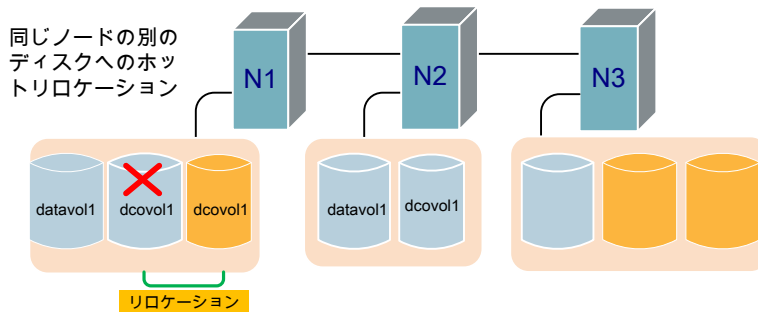 同じノードの別の
ディスクへのホッ
トリロケーション
N1
N2
N3
datavol1
dcovol1
dcovol1
datavol1
dcovol1
リロケーション